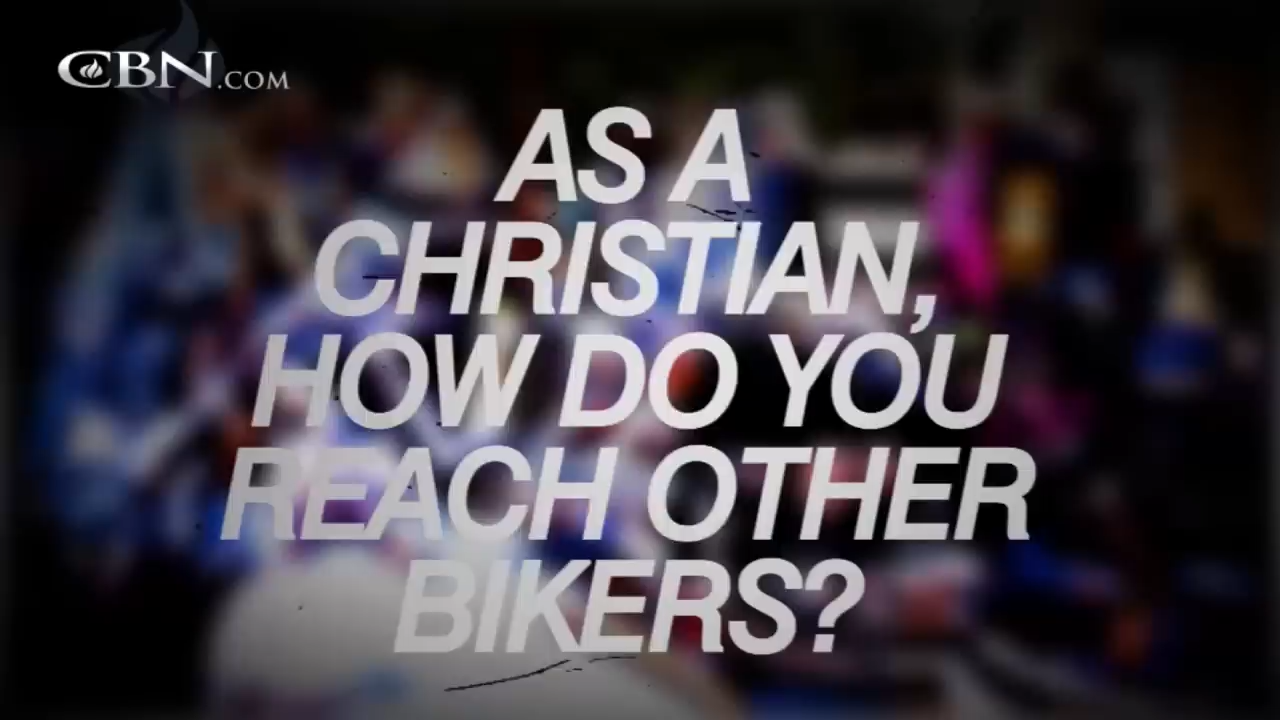 CBN.COM
AS A
CHRISTIAN,
HOW DO YOU
REACH OTHER
BIKERS?